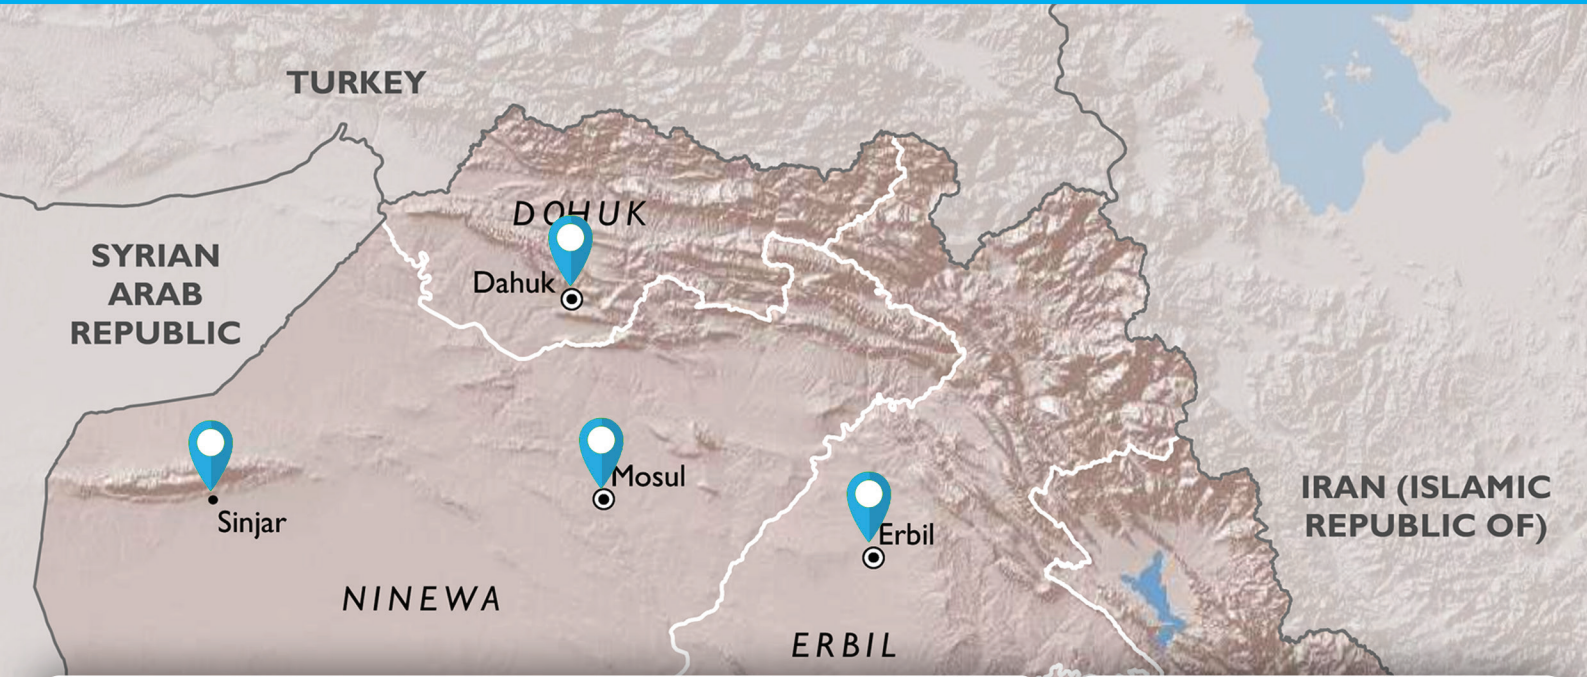 TURKEY
DOHUK
SYRIAN
ARAB
REPUBLIC
Dahuk
Mosul
Sinjar
Erbil
IRAN (ISLAMIC
REPUBLIC OF)
NINEWA
ERBIL